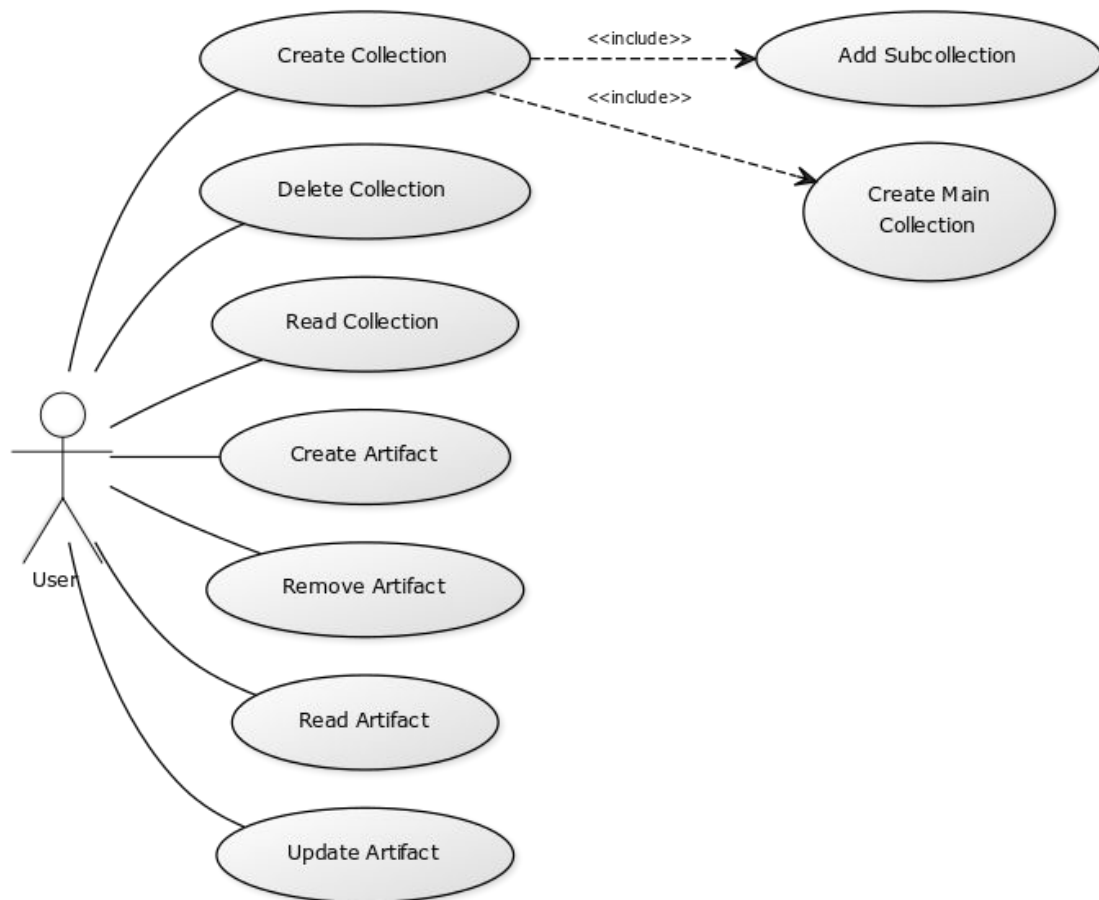 Create Collection
<<include>>
Add Subcollection
<<include>>
Delete Collection
Create Main
Collection
Read Collection
Create Artifact
Remove Artifact
User
Read Artifact
Update Artifact